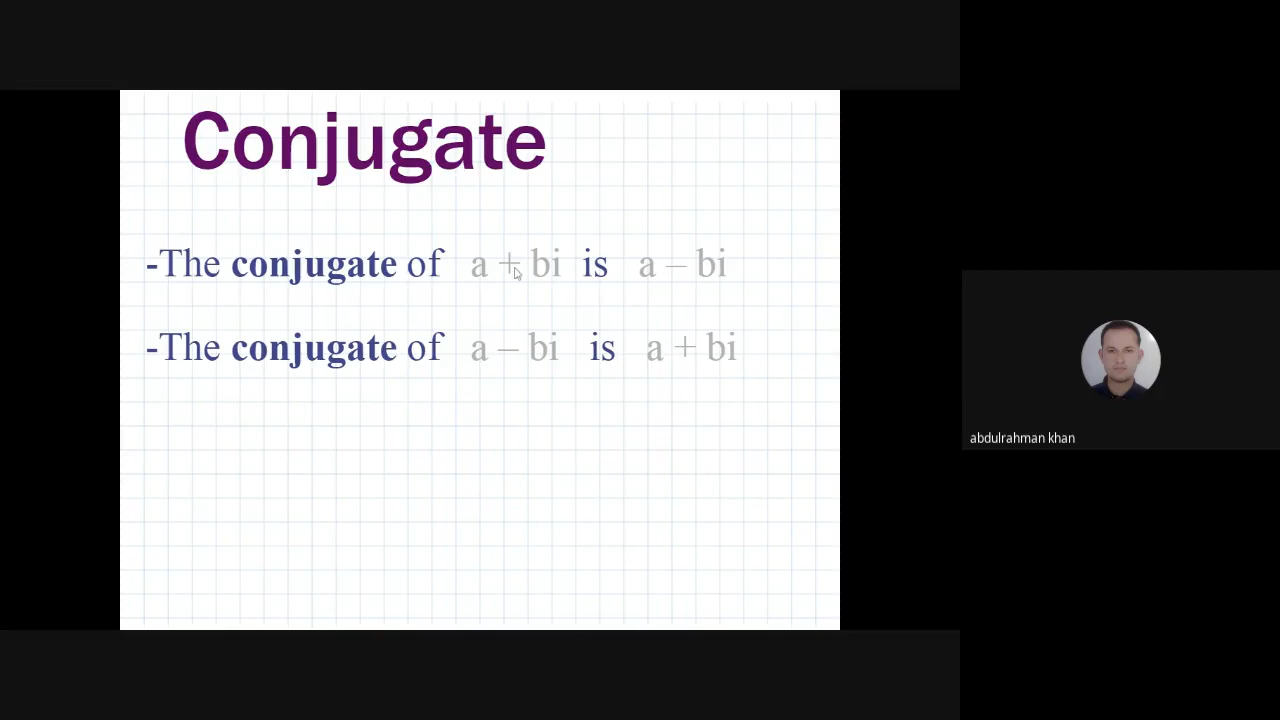 Conjugate
-The conjugate of a + bi is a – bi
-The conjugate of a – bi is a + bi
abdulrahman khan